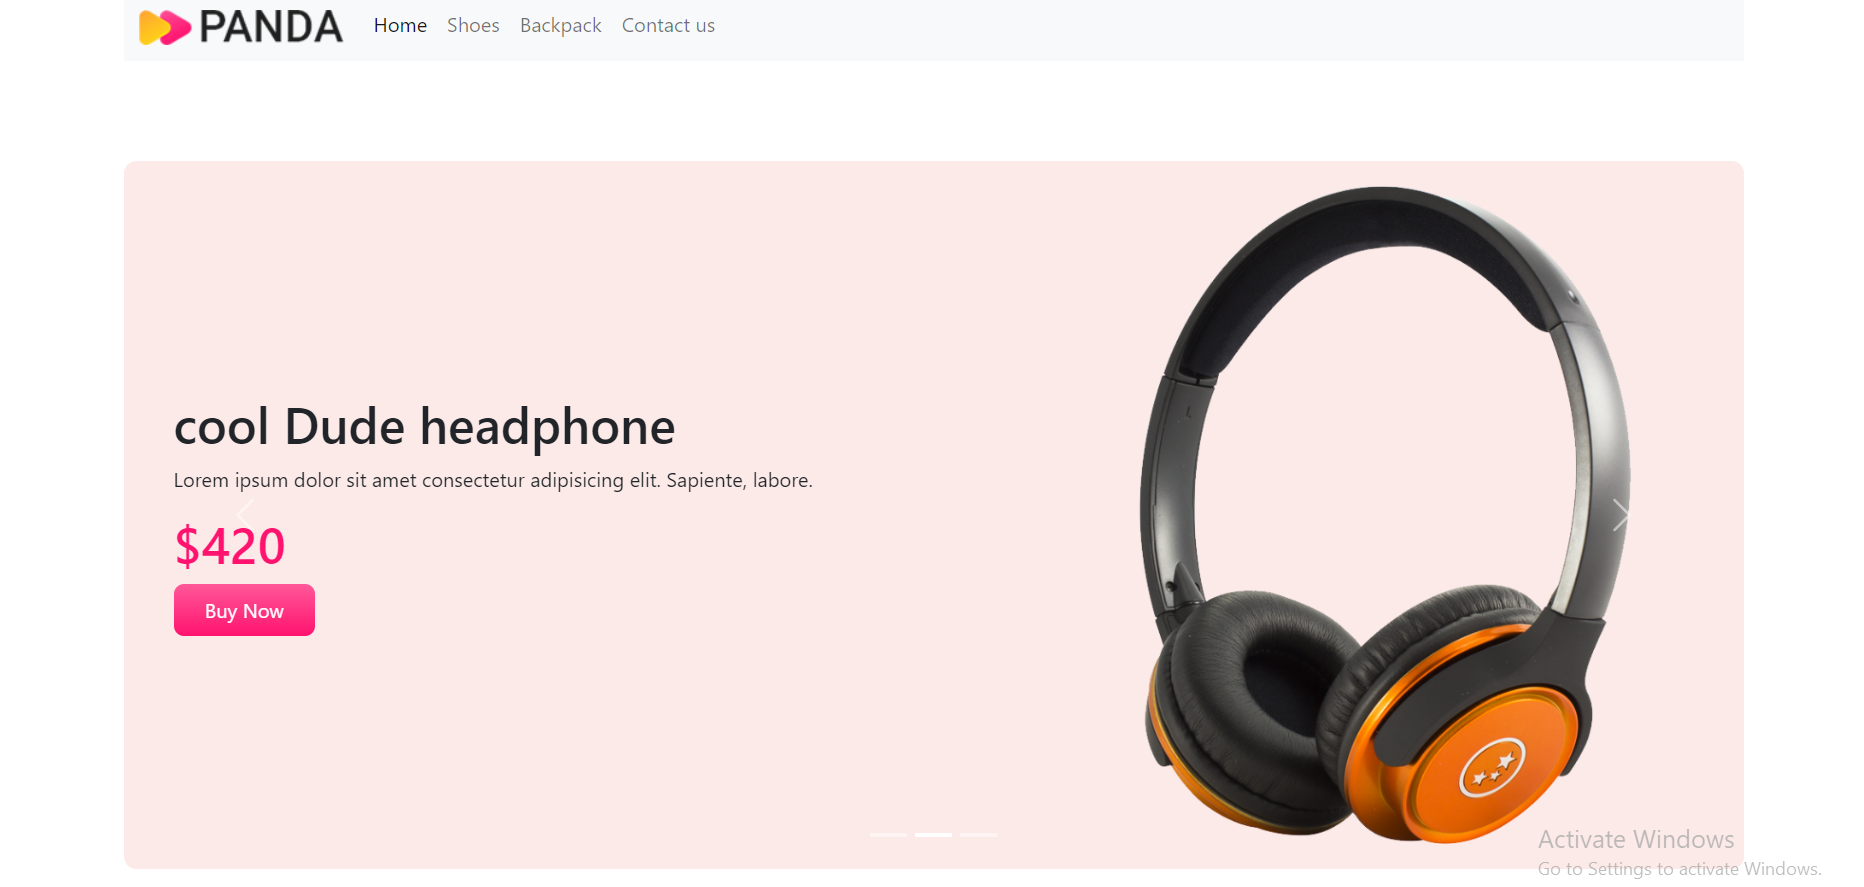 PANDA Home Shoes Backpack Contact us
cool Dude headphone
Lorem ipsum dolor sit amet consectetur adipisicing elit. Sapiente, labore.
$420
Buy Now
L
Activate Windows
Go to Settings to activate Windows.